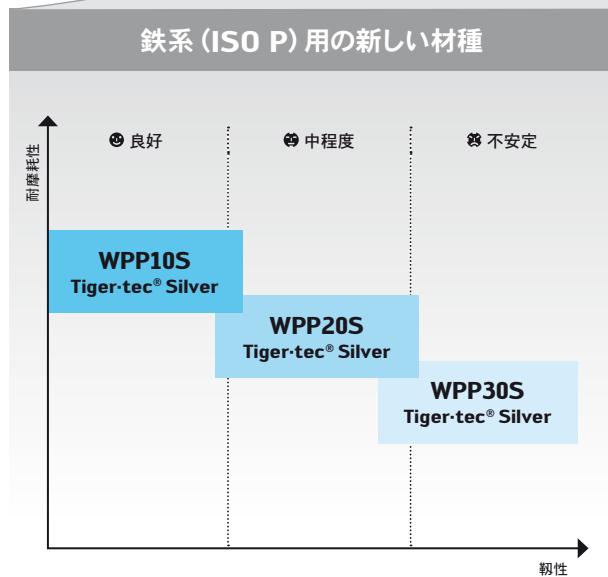 鉄系（ISO P）用の新しい材種
良好
中程度
不安定
耐摩耗性
WPP10S
Tiger·tec® Silver
WPP20S
Tiger·tec® Silver
WPP30S
Tiger·tec® Silver
靱性